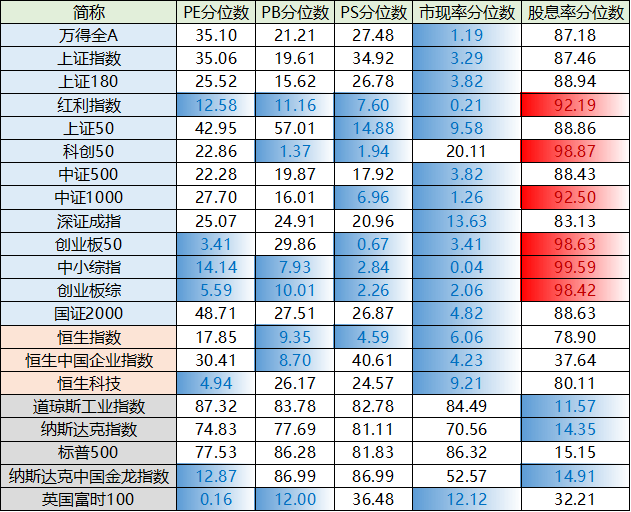 简称 PE分位数 PB分位数 PS分位数 市现率分位数 股息率分位数
万得全A 35.10 21.21 27.48 1.19 87.18
上证指数 35.06 19.61 34.92 3.29 87.46
上证180 25.52 15.62 26.78 3.82 88.94
红利指数 12.58 11.16 7.60 0.21 92.19
上证50 42.95 57.01 14.88 9.58 88.86
科创50 22.86 1.37 1.94 20.11 98.87
中证500 22.28 19.87 17.92 3.82 88.43
中证1000 27.70 16.01 6.96 1.26 92.50
深证成指 25.07 24.91 20.96 13.63 83.13
创业板50 3.41 29.86 0.67 3.41 98.63
中小综指 14.14 7.93 2.84 0.04 99.59
创业板综 5.59 10.01 2.26 2.06 98.42
国证2000 48.71 27.51 26.87 4.82 88.63
恒生指数 17.85 9.35 4.59 6.06 78.90
恒生中国企业指数 30.41 8.70 40.61 4.23 37.64
恒生科技 4.94 26.17 24.57 9.21 80.11
道琼斯工业指数 87.32 83.78 82.78 84.49 11.57
纳斯达克指数 74.83 77.69 81.11 70.56 14.35
标普500 77.53 86.28 81.83 86.32 15.15
纳斯达克中国金龙指数 12.87 86.99 86.99 52.57 14.91
英国富时100 0.16 12.00 36.48 12.12 32.21